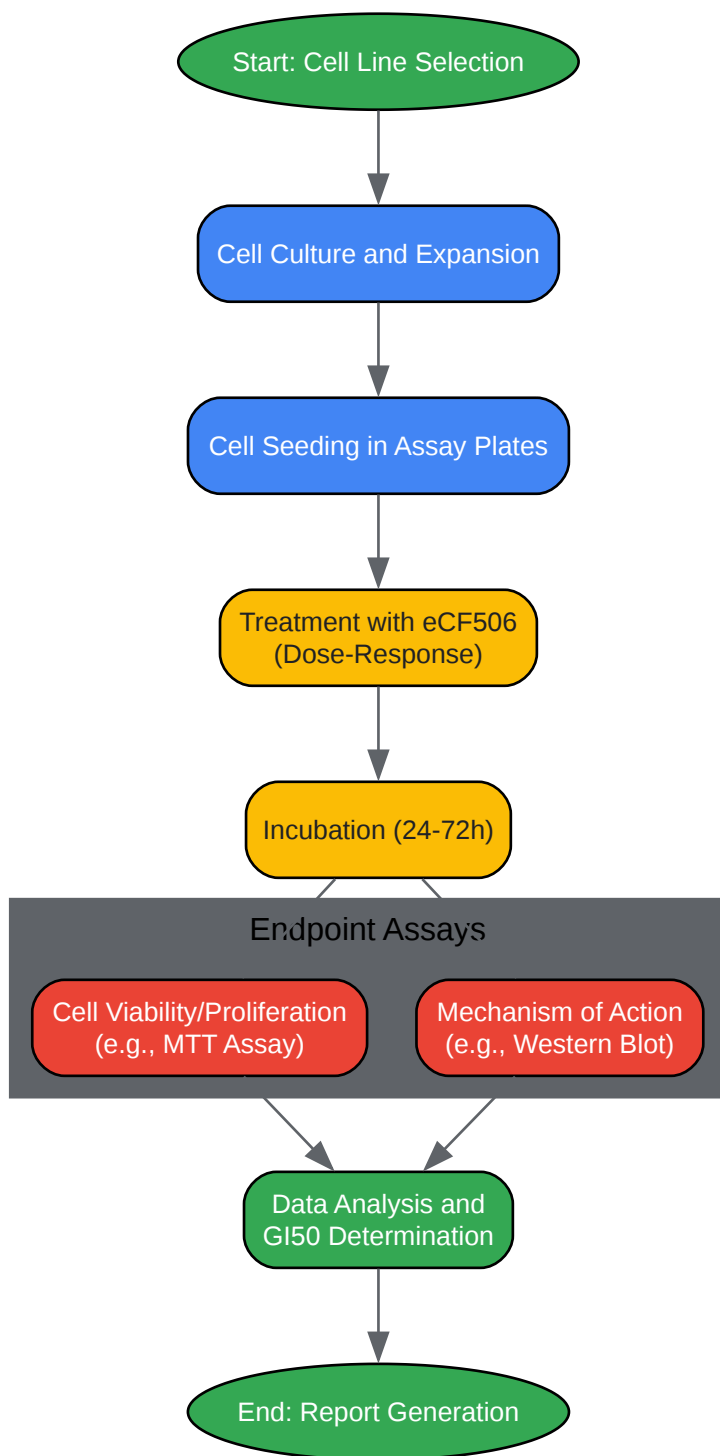 Start: Cell Line Selection
Cell Culture and Expansion
Cell Seeding in Assay Plates
Treatment with eCF506
(Dose-Response)
Incubation (24-72h)
Endpoint Assays
Cell Viability/Proliferation
(e.g., MTT Assay)
Mechanism of Action
(e.g., Western Blot)
Data Analysis and
GI50 Determination
End: Report Generation